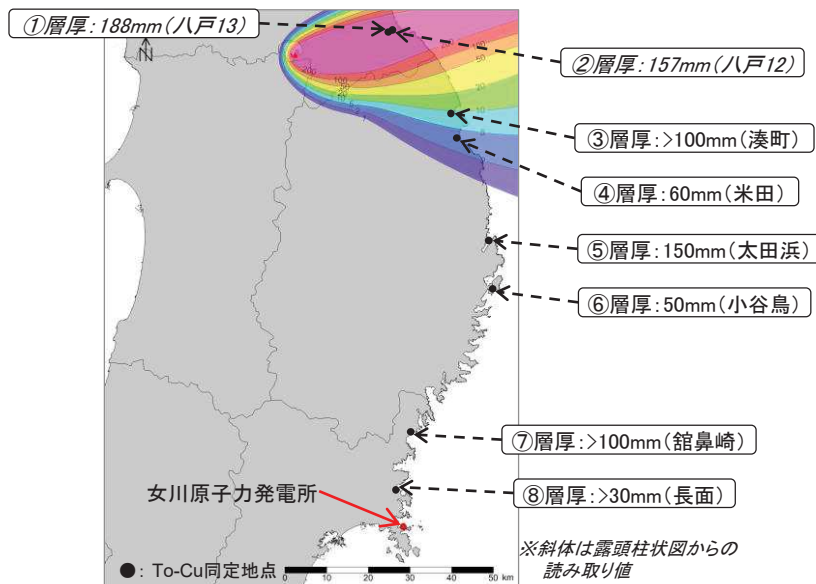 ①層厚:188mm(八戸13)
②層厚:157mm(八戸12)
③層厚:>100mm(湊町)
④層厚:60mm(米田)
⑤層厚:150mm(太田浜)
⑥層厚:50mm(小谷鳥)
⑦層厚:>100mm(舘鼻崎)
⑧層厚:>30mm(長面)
女川原子力発電所
※斜体は露頭柱状図からの
読み取り値
●:To-Cu同定地点
0 10 20 30 40 50 km
N